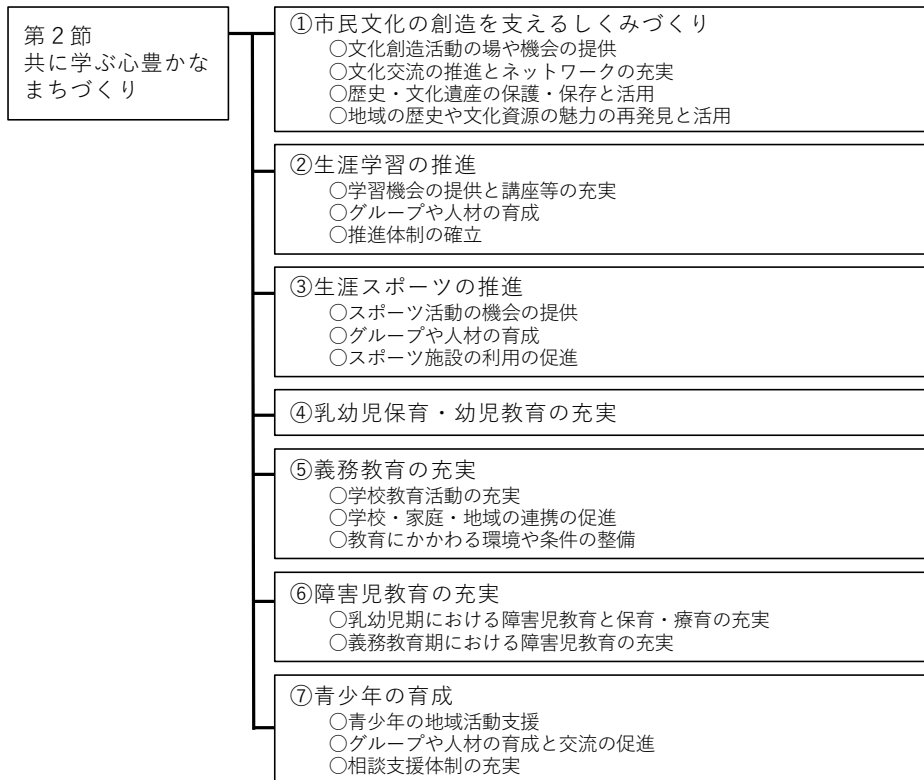 第２節
共に学ぶ心豊かな
まちづくり
①市民文化の創造を支えるしくみづくり
○文化創造活動の場や機会の提供
○文化交流の推進とネットワークの充実
○歴史・文化遺産の保護・保存と活用
○地域の歴史や文化資源の魅力の再発見と活用
②生涯学習の推進
○学習機会の提供と講座等の充実
○グループや人材の育成
○推進体制の確立
③生涯スポーツの推進
○スポーツ活動の機会の提供
○グループや人材の育成
○スポーツ施設の利用の促進
④乳幼児保育・幼児教育の充実
⑤義務教育の充実
○学校教育活動の充実
○学校・家庭・地域の連携の促進
○教育にかかわる環境や条件の整備
⑥障害児教育の充実
○乳幼児期における障害児教育と保育・療育の充実
○義務教育期における障害児教育の充実
⑦青少年の育成
○青少年の地域活動支援
○グループや人材の育成と交流の促進
○相談支援体制の充実